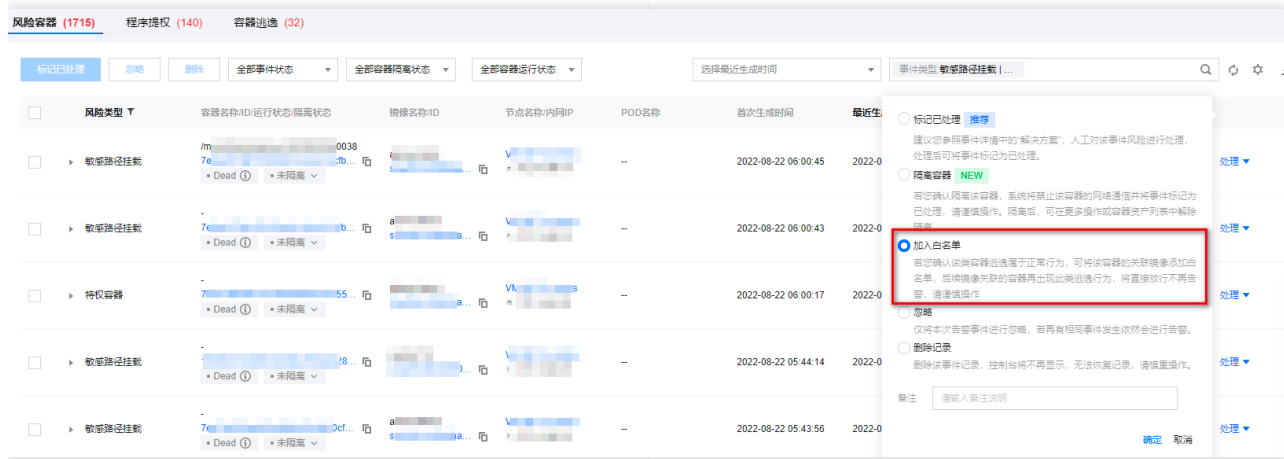 风险容器 (1715) 程序提权 (140) 容器逃逸 (32)
标记已处理 忽略 删除 全部事件状态 全部容器隔离状态 全部容器运行状态 选择最近生成时间 事件类型:敏感路径挂载 | ...
风险类型 容器名称/ID/运行状态/隔离状态 镜像名称/ID 节点名称/内网IP POD名称 首次生成时间 最近生
敏感路径挂载 -- 2022-08-22 06:00:45 2022-0 处理
/m 0038
7e cfb...
• Dead • 未隔离
敏感路径挂载 -- 2022-08-22 06:00:43 2022-0 处理
-
7e b...
• Dead • 未隔离
特权容器 -- 2022-08-22 06:00:17 2022-0 处理
-
7 55...
• Dead • 未隔离
敏感路径挂载 -- 2022-08-22 05:44:14 2022-0 处理
-
28...
• Dead • 未隔离
敏感路径挂载 -- 2022-08-22 05:43:56 2022-0 处理
-
7e 0cf...
• Dead • 未隔离
标记已处理 推荐
建议您参照事件详情中的“解决方案”，人工对该事件风险进行处理，
处理后可将事件标记为已处理。
隔离容器 NEW
若您确认隔离该容器，系统将禁止该容器的网络通信并将事件标记为
已处理，请谨慎操作。隔离后，可在更多操作或容器资产列表中解除
隔离
加入白名单
若您确认该类容器逃逸属于正常行为，可将该容器的关联镜像添加白
名单，后续镜像关联的容器再出现此类逃逸行为，将直接放行不再告
警，请谨慎操作
忽略
仅将本次告警事件进行忽略，若再有相同事件发生依然会进行告警。
删除记录
删除该事件记录，控制台将不再显示，无法恢复记录，请慎重操作。
备注 请输入备注说明
确定 取消